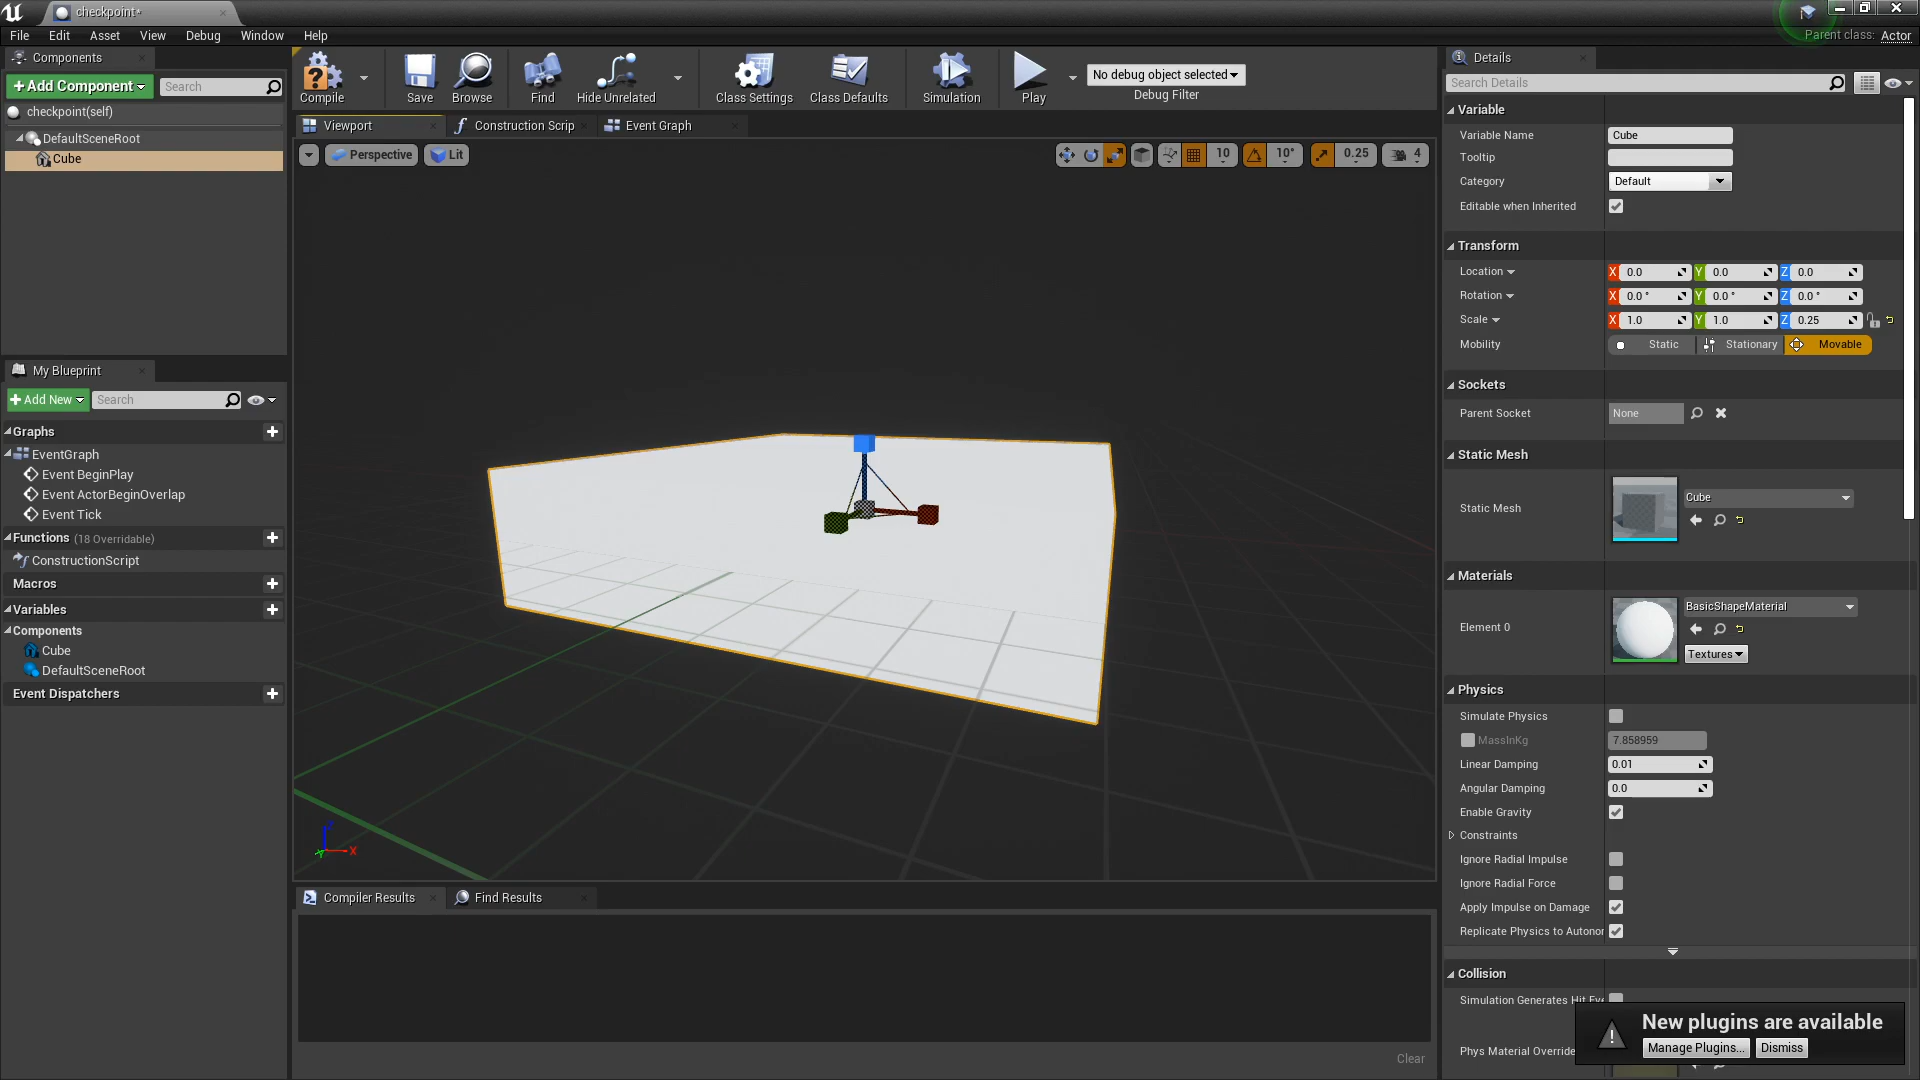 checkpoint*
File Edit Asset View Debug Window Help
Parent class: Actor
Components
+ Add Component
Search
checkpoint(self)
DefaultSceneRoot
Cube
My Blueprint
+ Add New
Search
Graphs
EventGraph
Event BeginPlay
Event ActorBeginOverlap
Event Tick
Functions (18 Overridable)
ConstructionScript
Macros
Variables
Components
Cube
DefaultSceneRoot
Event Dispatchers
Compile
Save
Browse
Find
Hide Unrelated
Class Settings
Class Defaults
Simulation
Play
No debug object selected
Debug Filter
Viewport
Construction Scrip
Event Graph
Perspective
Lit
10
10°
0.25
4
Z
X
Y
Compiler Results
Find Results
Clear
Details
Search Details
Variable
Variable Name Cube
Tooltip
Category Default
Editable when Inherited
Transform
Location X 0.0 Y 0.0 Z 0.0
Rotation X 0.0 ° Y 0.0 ° Z 0.0 °
Scale X 1.0 Y 1.0 Z 0.25
Mobility Static Stationary Movable
Sockets
Parent Socket None
Static Mesh
Static Mesh Cube
Materials
Element 0 BasicShapeMaterial
Textures
Physics
Simulate Physics
MassInKg 7.858959
Linear Damping 0.01
Angular Damping 0.0
Enable Gravity
Constraints
Ignore Radial Impulse
Ignore Radial Force
Apply Impulse on Damage
Replicate Physics to Autonor
Collision
Simulation Generates Hit Eve
Phys Material Override
New plugins are available
Manage Plugins...
Dismiss